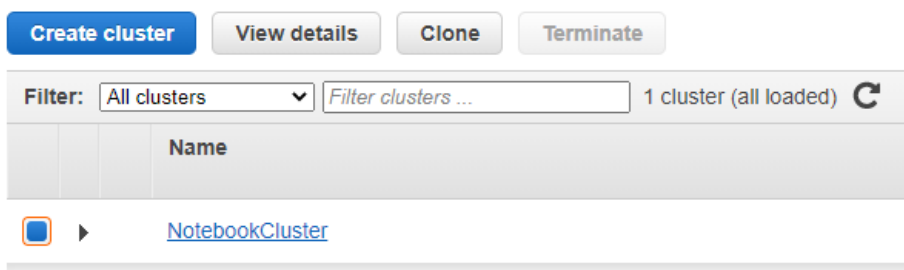 Create cluster View details Clone Terminate
Filter: All clusters Filter clusters ... 1 cluster (all loaded)
Name
NotebookCluster